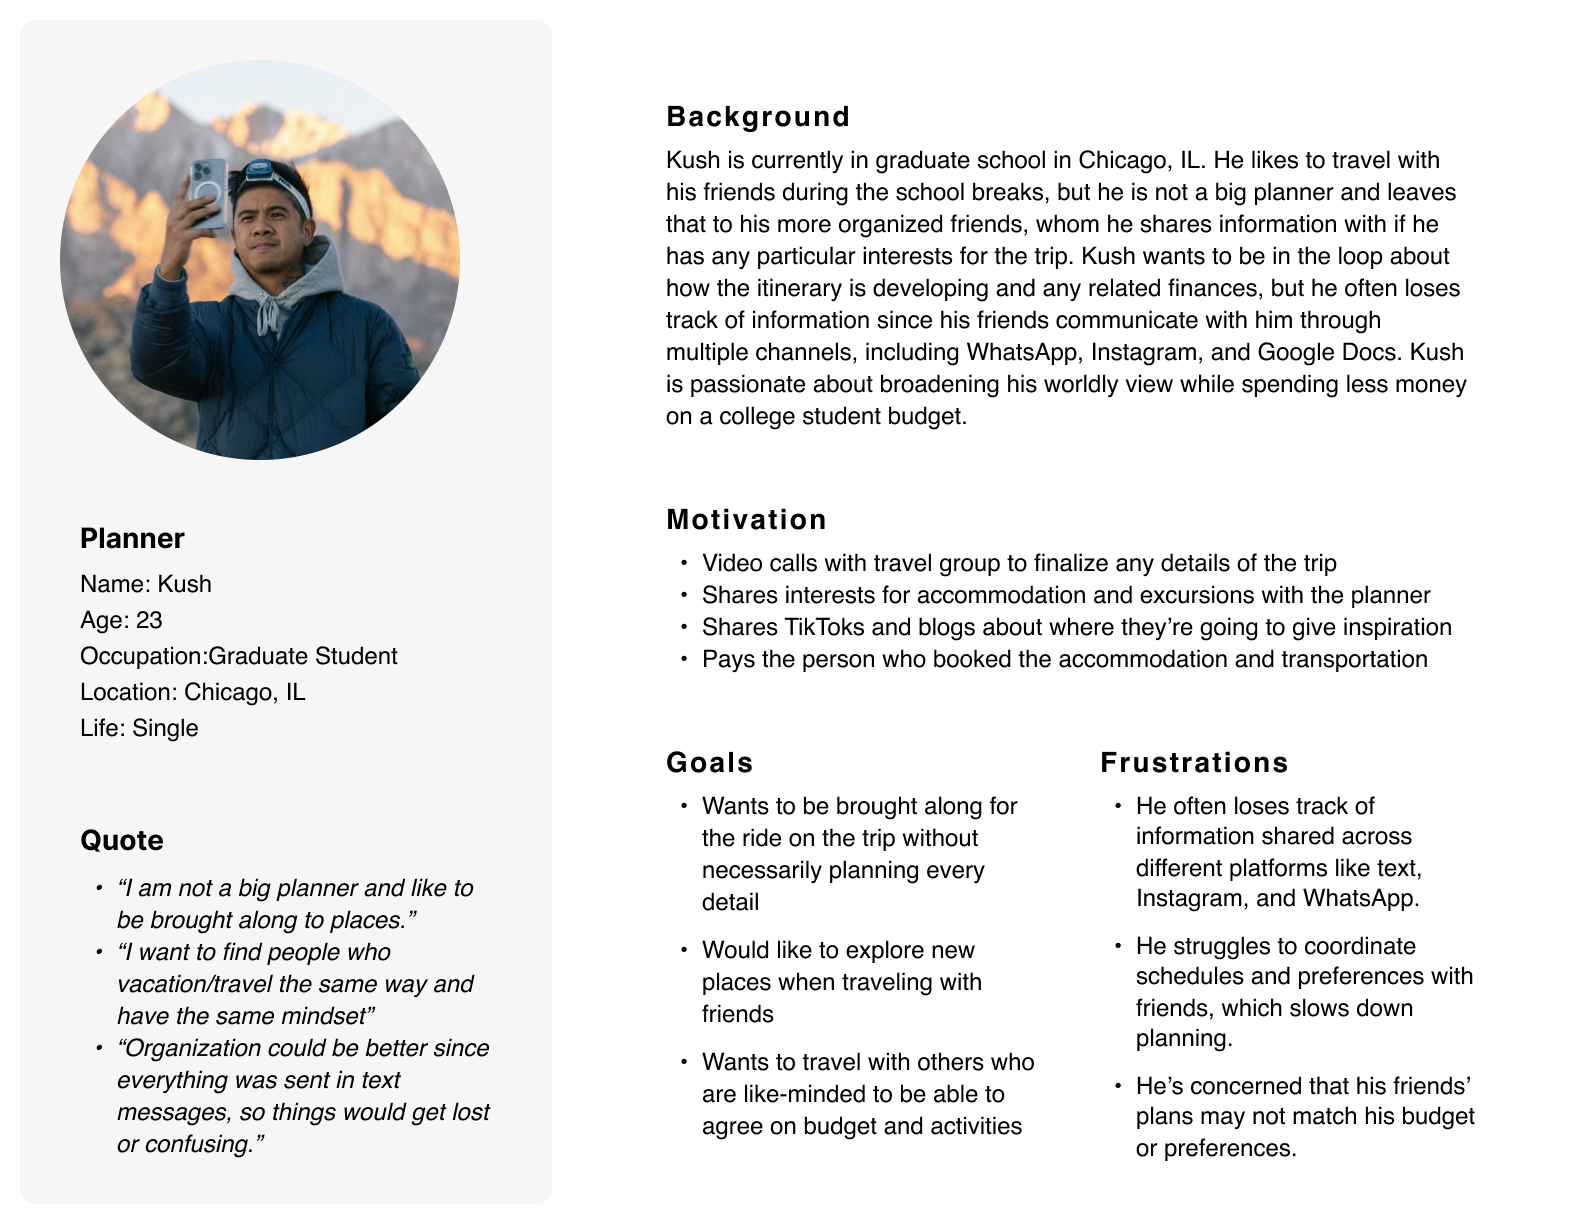 Planner
Name: Kush
Age: 23
Occupation:Graduate Student
Location: Chicago, IL
Life: Single
Quote
• “I am not a big planner and like to
be brought along to places.”
• “I want to find people who
vacation/travel the same way and
have the same mindset”
• “Organization could be better since
everything was sent in text
messages, so things would get lost
or confusing.”
Background
Kush is currently in graduate school in Chicago, IL. He likes to travel with
his friends during the school breaks, but he is not a big planner and leaves
that to his more organized friends, whom he shares information with if he
has any particular interests for the trip. Kush wants to be in the loop about
how the itinerary is developing and any related finances, but he often loses
track of information since his friends communicate with him through
multiple channels, including WhatsApp, Instagram, and Google Docs. Kush
is passionate about broadening his worldly view while spending less money
on a college student budget.
Motivation
• Video calls with travel group to finalize any details of the trip
• Shares interests for accommodation and excursions with the planner
• Shares TikToks and blogs about where they’re going to give inspiration
• Pays the person who booked the accommodation and transportation
Goals
• Wants to be brought along for
the ride on the trip without
necessarily planning every
detail
• Would like to explore new
places when traveling with
friends
• Wants to travel with others who
are like-minded to be able to
agree on budget and activities
Frustrations
• He often loses track of
information shared across
different platforms like text,
Instagram, and WhatsApp.
• He struggles to coordinate
schedules and preferences with
friends, which slows down
planning.
• He’s concerned that his friends’
plans may not match his budget
or preferences.